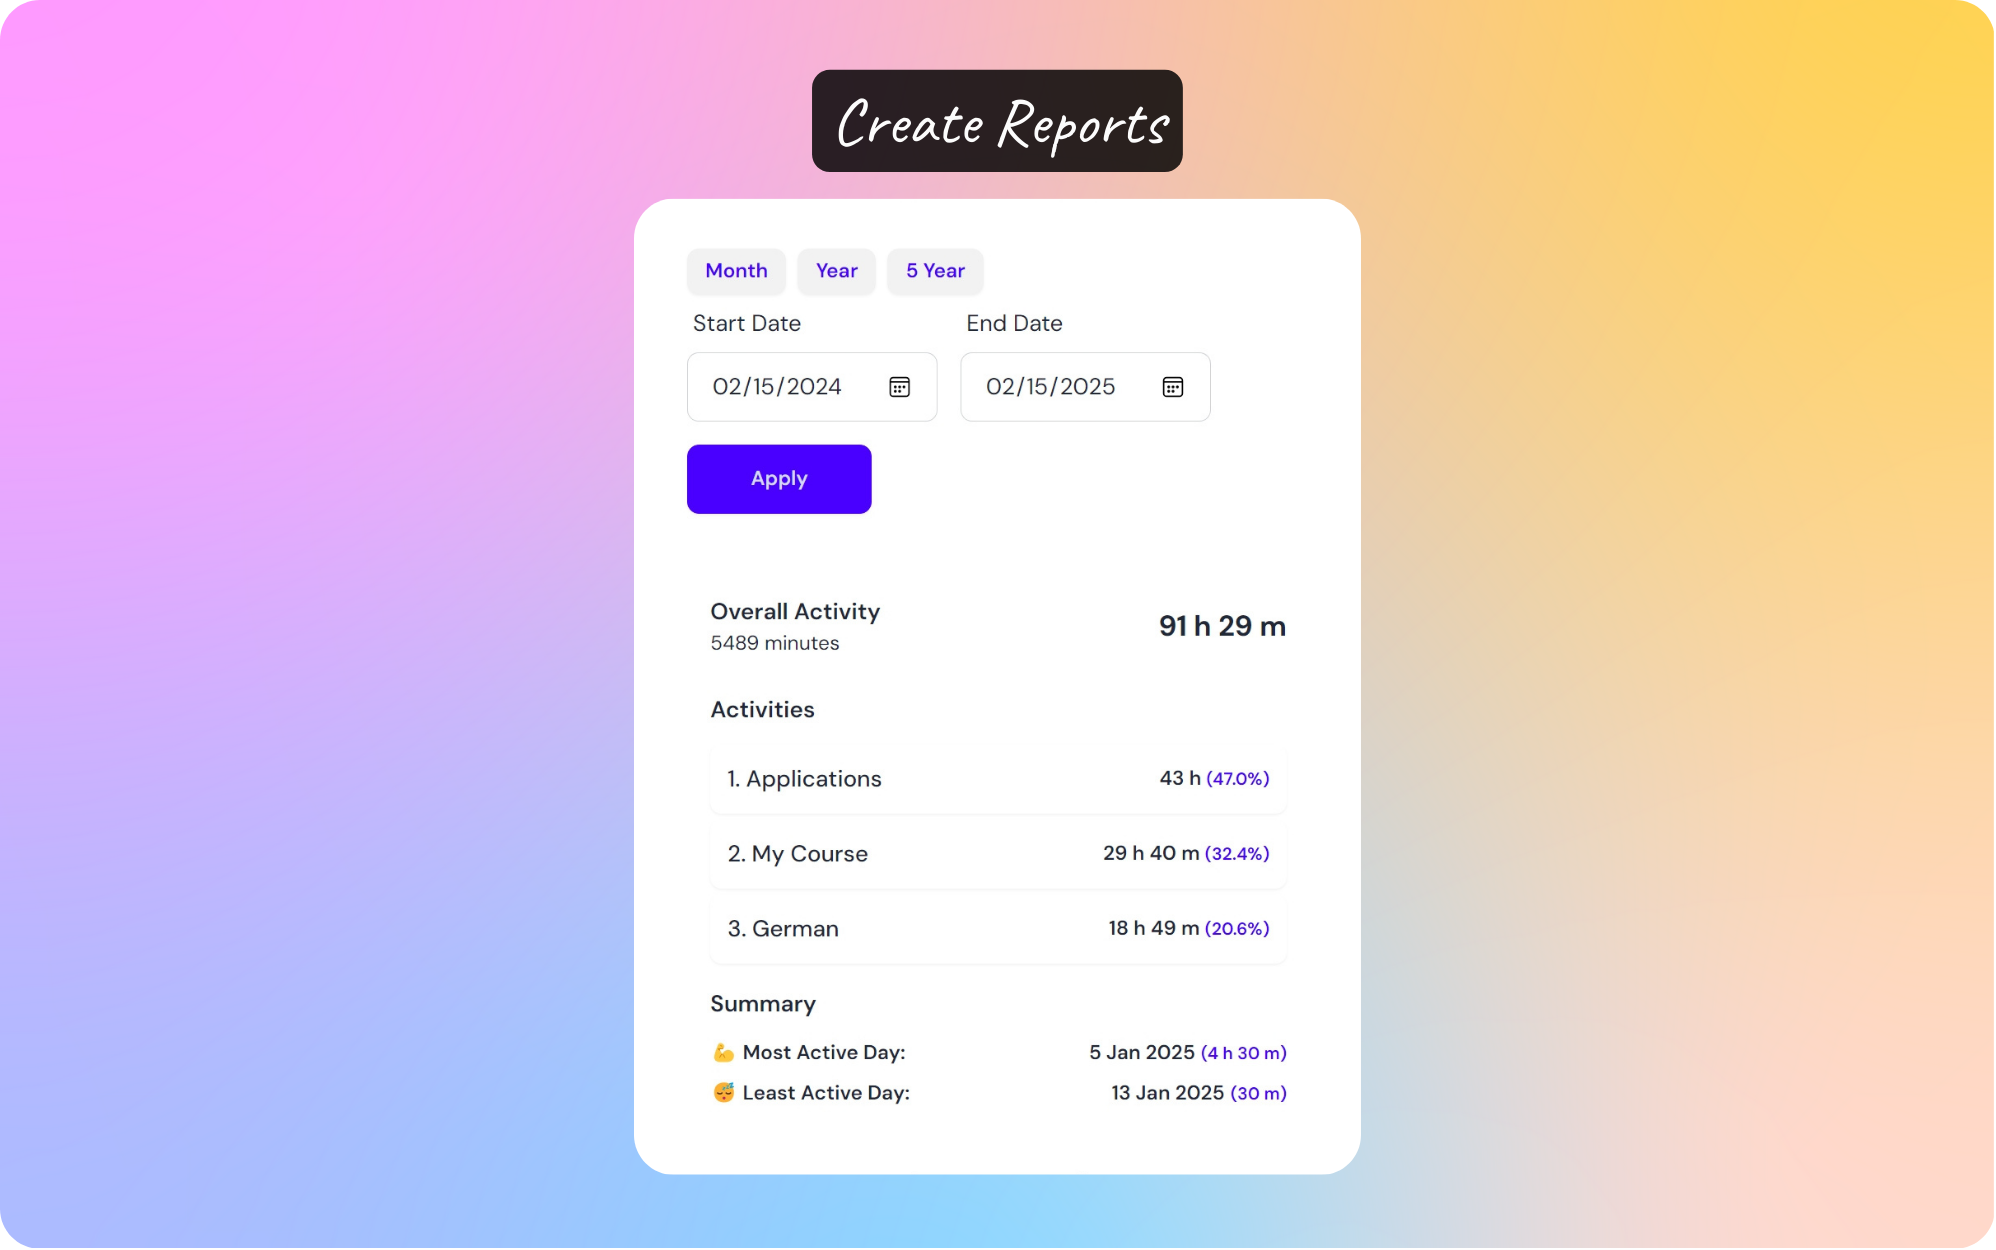 Create Reports
Month Year 5 Year
Start Date End Date
02/15/2024 02/15/2025
Apply
Overall Activity
5489 minutes
91 h 29 m
Activities
1. Applications 43 h (47.0%)
2. My Course 29 h 40 m (32.4%)
3. German 18 h 49 m (20.6%)
Summary
💪 Most Active Day: 5 Jan 2025 (4 h 30 m)
😴 Least Active Day: 13 Jan 2025 (30 m)